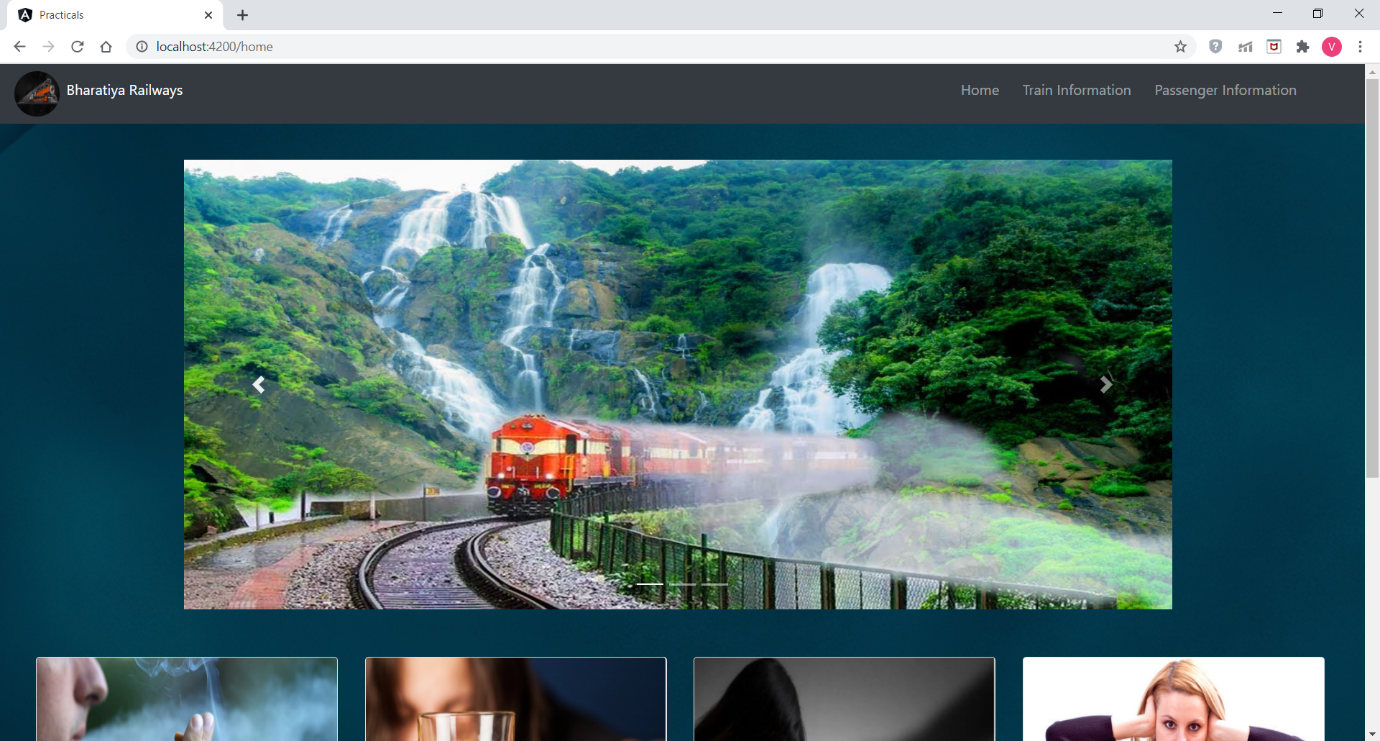 Practicals
localhost:4200/home
V
Bharatiya Railways
Home Train Information Passenger Information